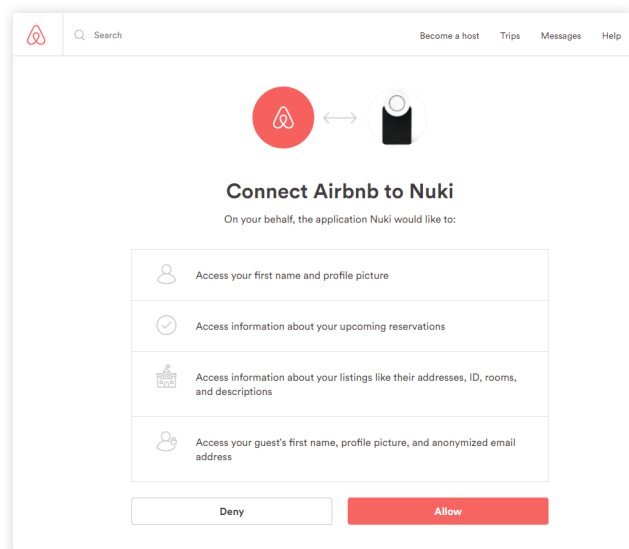 Search
Become a host Trips Messages Help
Connect Airbnb to Nuki
On your behalf, the application Nuki would like to:
Access your first name and profile picture
Access information about your upcoming reservations
Access information about your listings like their addresses, ID, rooms,
and descriptions
Access your guest's first name, profile picture, and anonymized email
address
Deny Allow